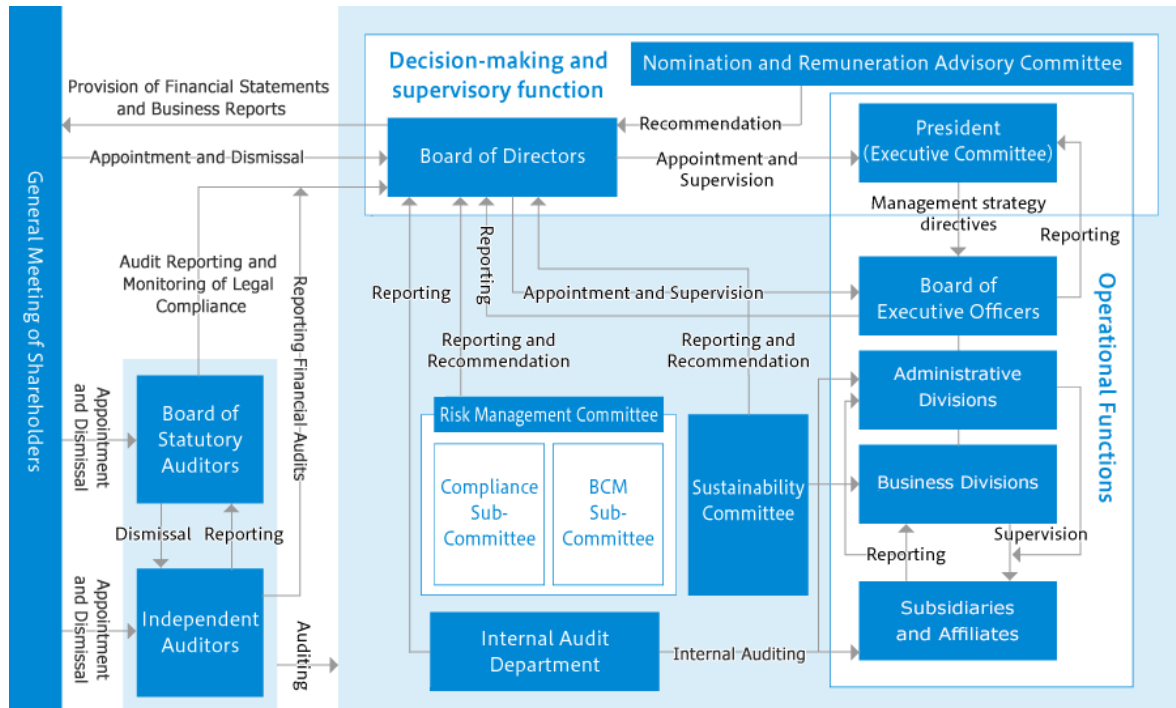 General Meeting of Shareholders
Provision of Financial Statements
and Business Reports
Appointment and Dismissal
Decision-making and
supervisory function
Nomination and Remuneration Advisory Committee
Recommendation
Board of Directors
Appointment and
Supervision
President
(Executive Committee)
Management strategy
directives
Reporting
Operational Functions
Audit Reporting and
Monitoring of Legal
Compliance
Reporting-Financial-Audits
Reporting
Reporting
Appointment and Supervision
Board of
Executive Officers
Reporting and
Recommendation
Reporting and
Recommendation
Administrative
Divisions
Appointment
and Dismissal
Board of
Statutory
Auditors
Risk Management Committee
Compliance
Sub-
Committee
BCM
Sub-
Committee
Sustainability
Committee
Business Divisions
Dismissal
Reporting
Reporting
Supervision
Appointment
and Dismissal
Independent
Auditors
Auditing
Internal Audit
Department
Internal Auditing
Subsidiaries
and Affiliates